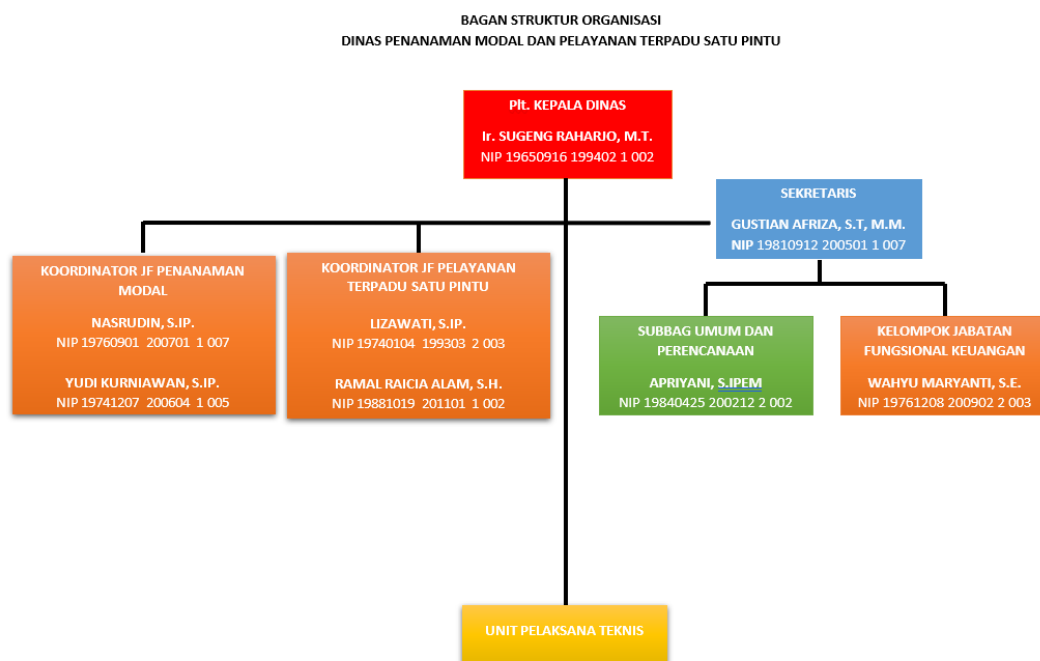 BAGAN STRUKTUR ORGANISASI
DINAS PENANAMAN MODAL DAN PELAYANAN TERPADU SATU PINTU
Plt. KEPALA DINAS
Ir. SUGENG RAHARJO, M.T.
NIP 19650916 199402 1 002
SEKRETARIS
GUSTIAN AFRIZA, S.T, M.M.
NIP 19810912 200501 1 007
KOORDINATOR JF PENANAMAN
MODAL
NASRUDIN, S.IP.
NIP 19760901 200701 1 007
YUDI KURNIAWAN, S.IP.
NIP 19741207 200604 1 005
KOORDINATOR JF PELAYANAN
TERPADU SATU PINTU
LIZAWATI, S.IP.
NIP 19740104 199303 2 003
RAMAL RAICIA ALAM, S.H.
NIP 19881019 201101 1 002
SUBBAG UMUM DAN
PERENCANAAN
APRIYANI, S.IPEM
NIP 19840425 200212 2 002
KELOMPOK JABATAN
FUNGSIONAL KEUANGAN
WAHYU MARYANTI, S.E.
NIP 19761208 200902 2 003
UNIT PELAKSANA TEKNIS